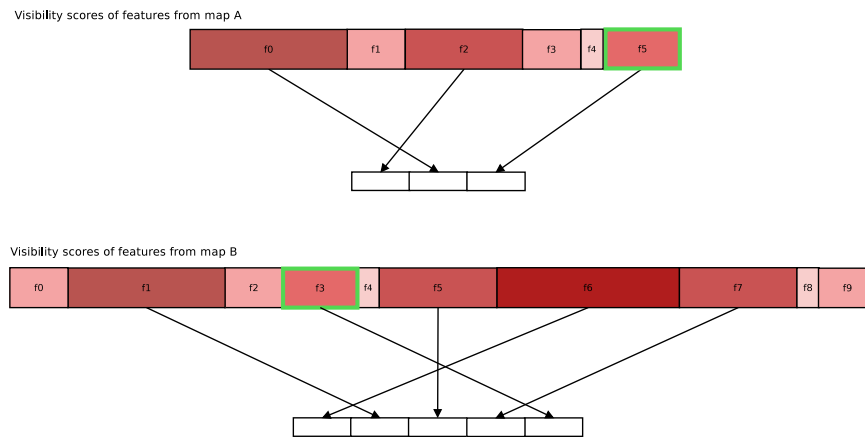 Visibility scores of features from map A
f0 f1 f2 f3 f4 f5
Visibility scores of features from map B
f0 f1 f2 f3 f4 f5 f6 f7 f8 f9